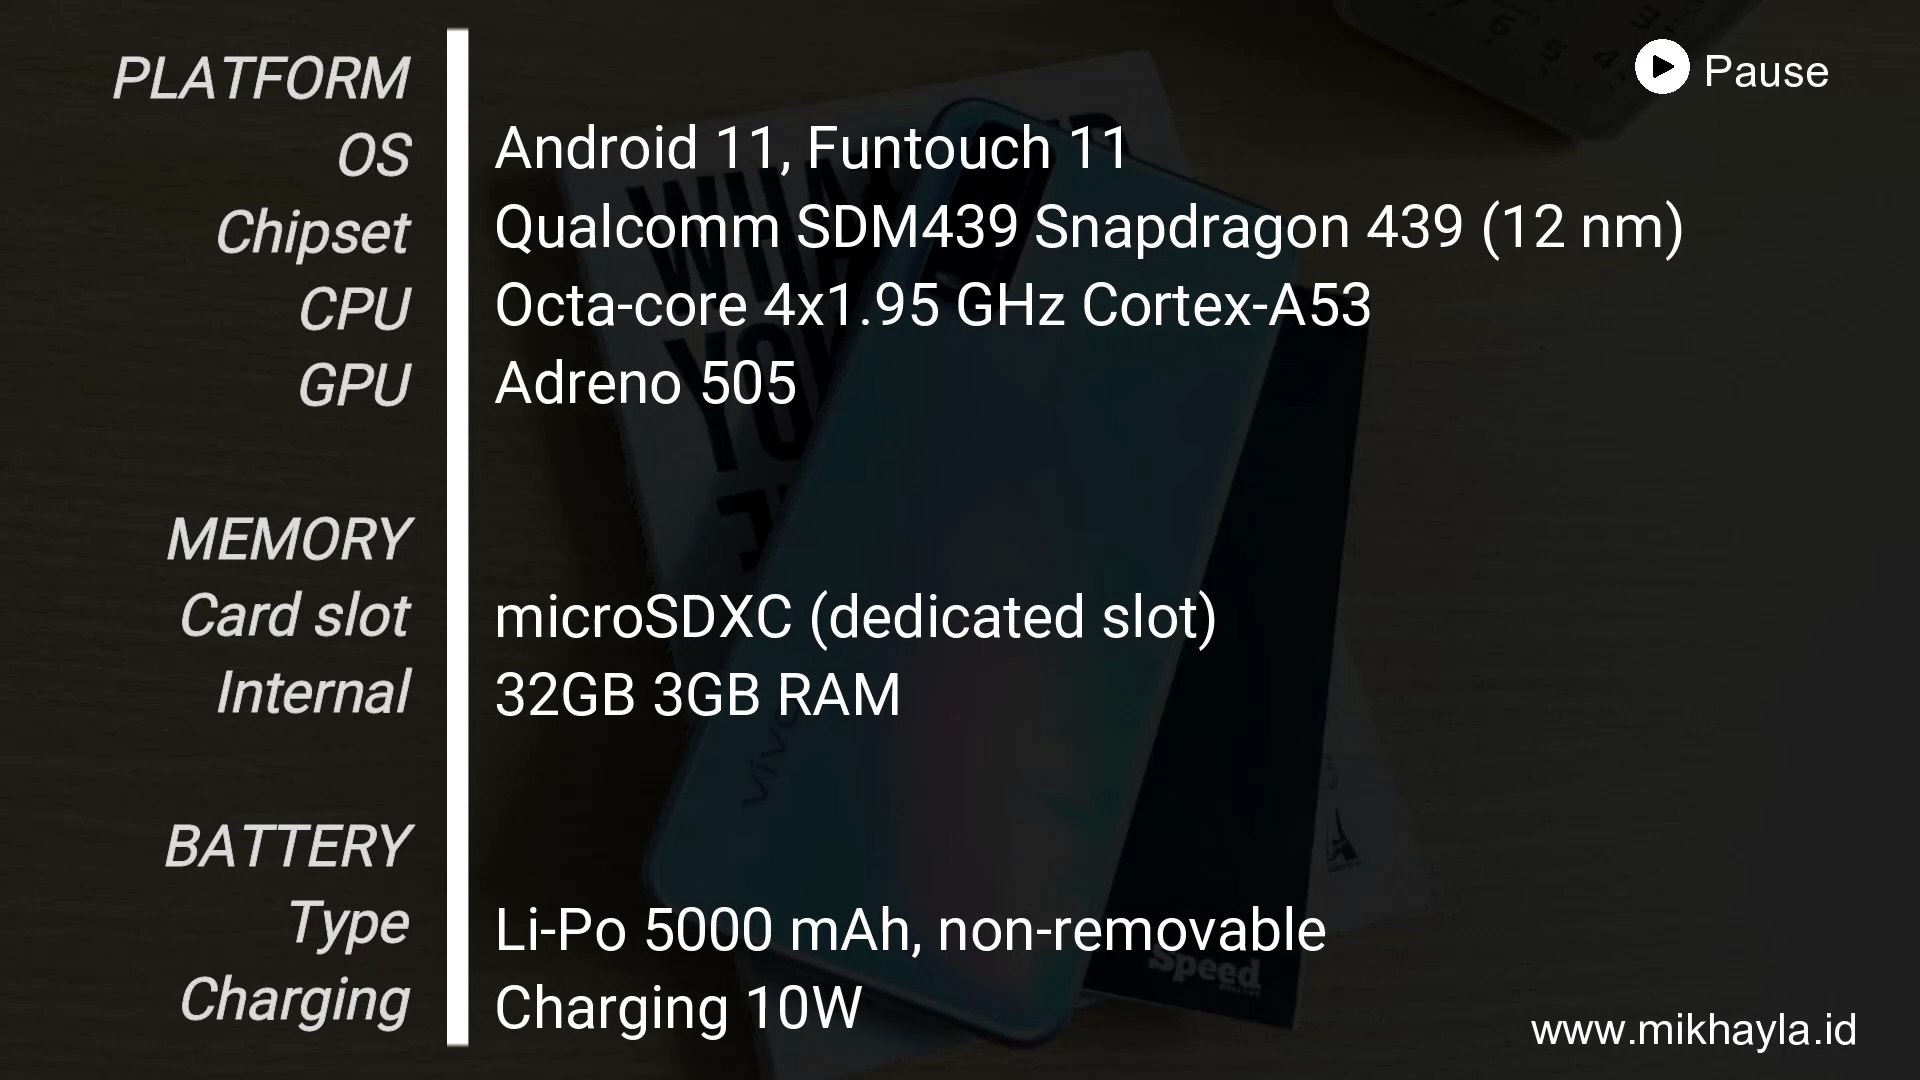 PLATFORM
Pause
OS Android 11, Funtouch 11
Chipset Qualcomm SDM439 Snapdragon 439 (12 nm)
CPU Octa-core 4x1.95 GHz Cortex-A53
GPU Adreno 505
MEMORY
Card slot microSDXC (dedicated slot)
Internal 32GB 3GB RAM
vivo
BATTERY
Type Li-Po 5000 mAh, non-removable
Speed
Charging Charging 10W
www.mikhayla.id